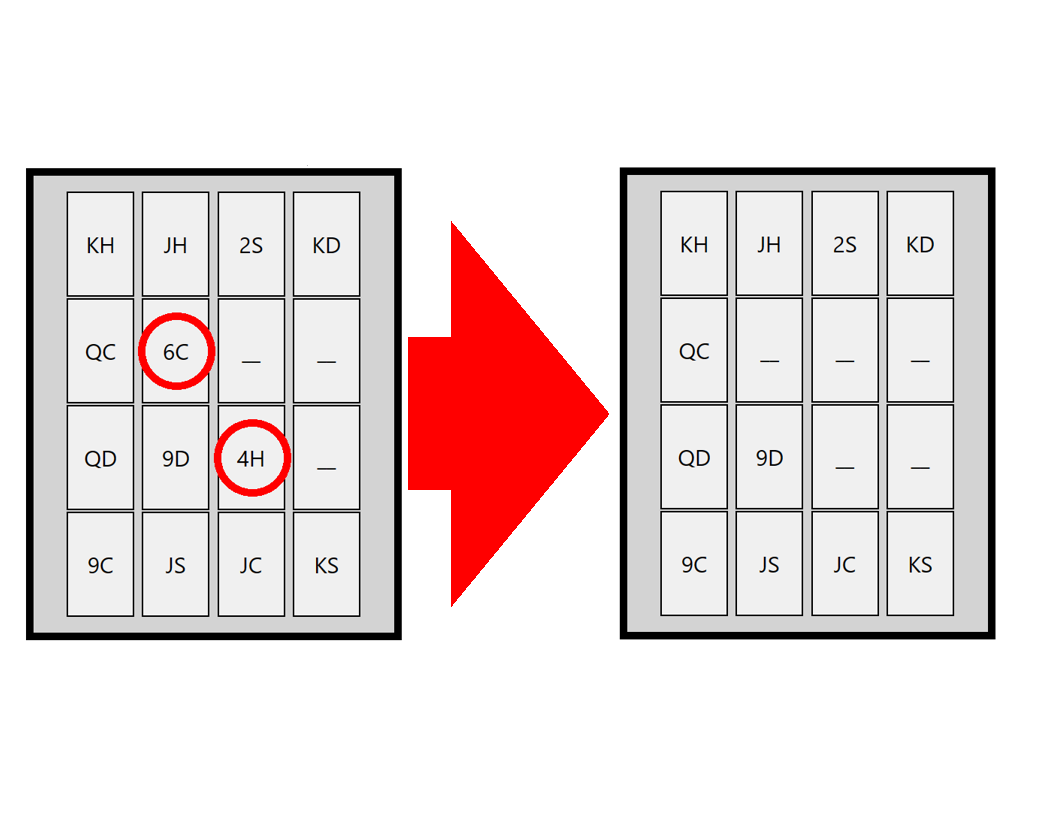 KH JH 2S KD
QC 6C __ __
QD 9D 4H __
9C JS JC KS
KH JH 2S KD
QC __ __ __
QD 9D __ __
9C JS JC KS